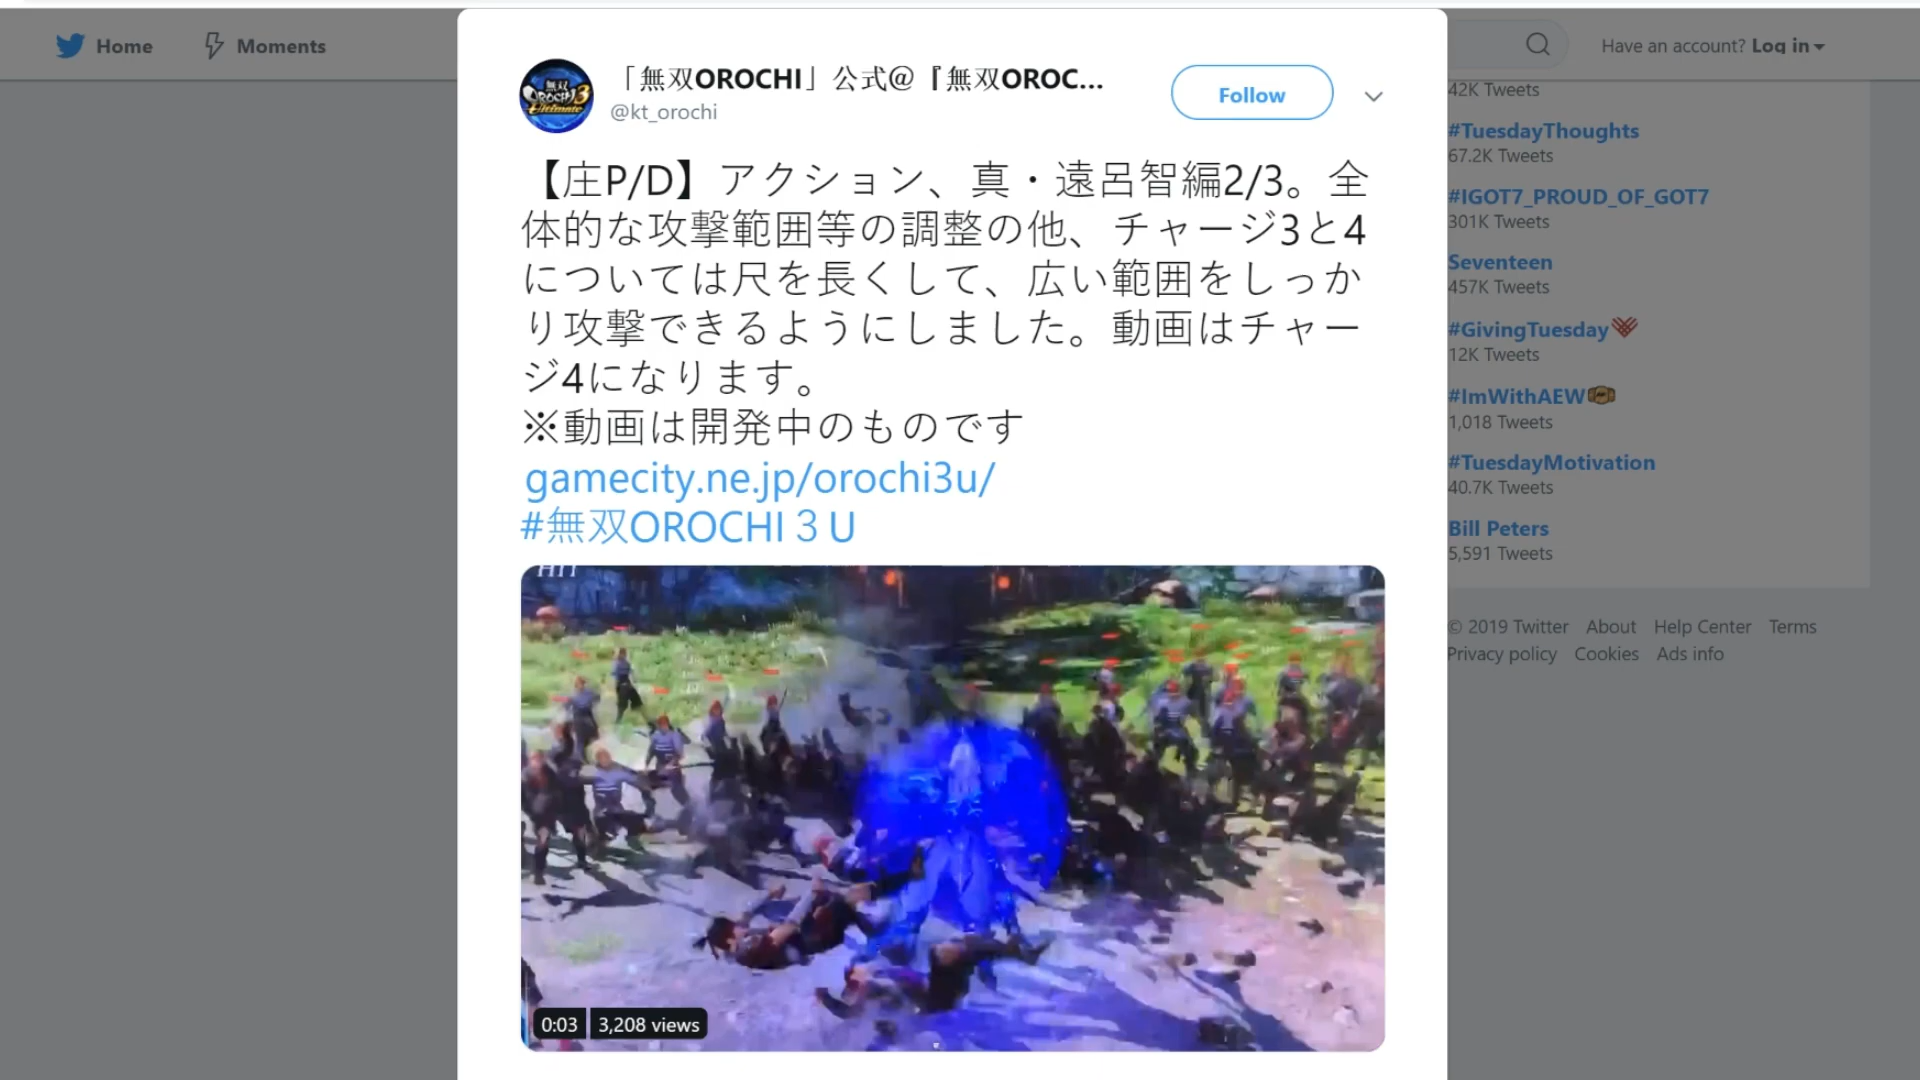 Home
Moments
Have an account? Log in
「無双OROCHI」公式@『無双OROC...
@kt_orochi
Follow
【庄P/D】アクション、真・遠呂智編2/3。全
体的な攻撃範囲等の調整の他、チャージ3と4
については尺を長くして、広い範囲をしっか
り攻撃できるようにしました。動画はチャー
ジ4になります。
※動画は開発中のものです
gamecity.ne.jp/orochi3u/
#無双OROCHI３U
HIT
0:03
3,208 views
42K Tweets
#TuesdayThoughts
67.2K Tweets
#IGOT7_PROUD_OF_GOT7
301K Tweets
Seventeen
457K Tweets
#GivingTuesday
12K Tweets
#ImWithAEW
1,018 Tweets
#TuesdayMotivation
40.7K Tweets
Bill Peters
5,591 Tweets
© 2019 Twitter About Help Center Terms
Privacy policy Cookies Ads info